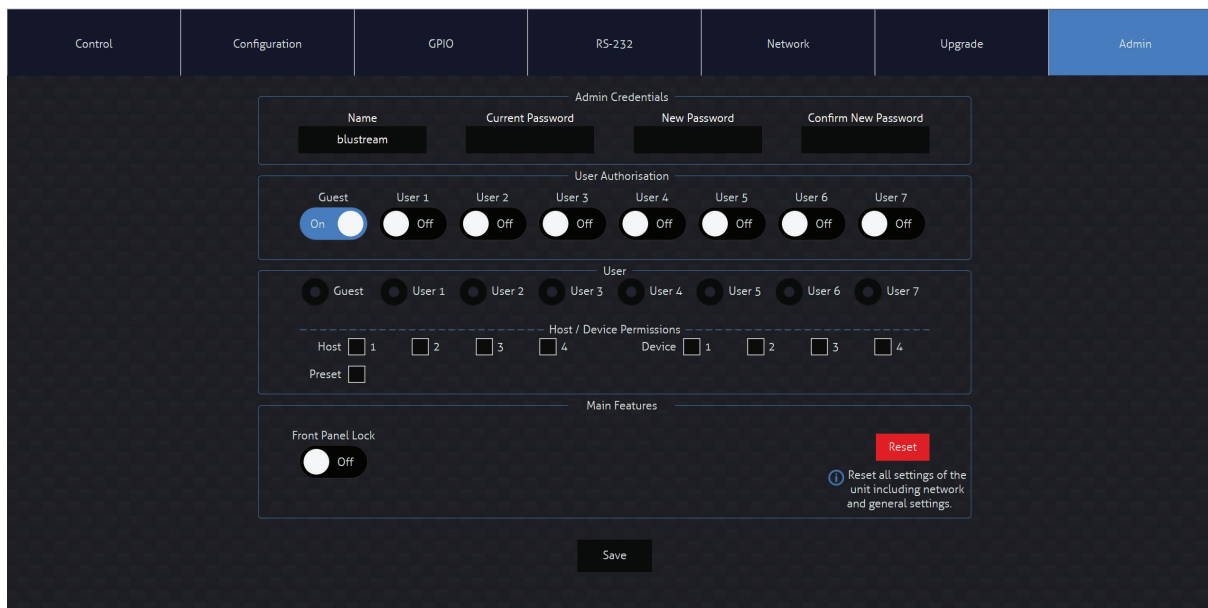 Control Configuration GPIO RS-232 Network Upgrade Admin
Admin Credentials
Name Current Password New Password Confirm New Password
blustream
User Authorisation
Guest User 1 User 2 User 3 User 4 User 5 User 6 User 7
On Off Off Off Off Off Off Off
User
Guest User 1 User 2 User 3 User 4 User 5 User 6 User 7
Host / Device Permissions
Host 1 2 3 4 Device 1 2 3 4
Preset
Main Features
Front Panel Lock
Off
Reset
i Reset all settings of the
unit including network
and general settings.
Save